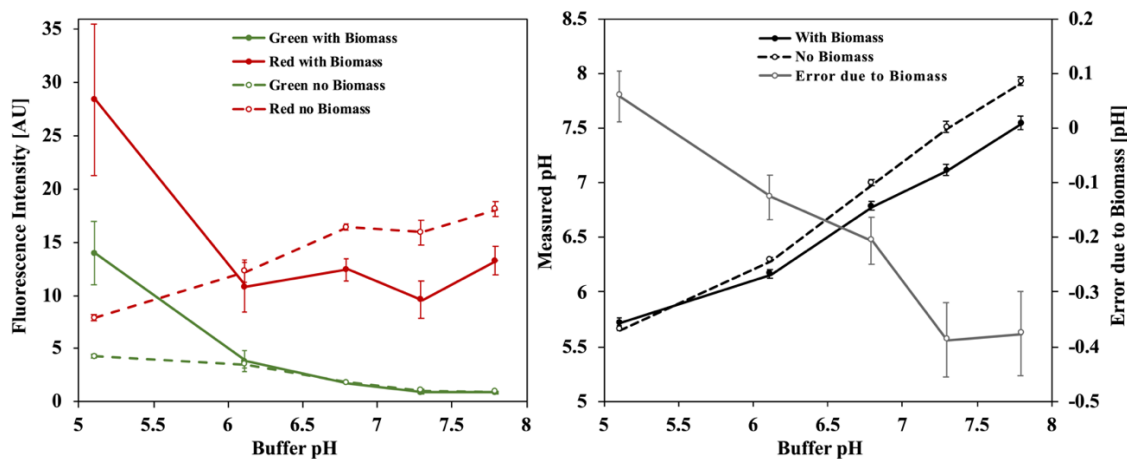 Fluorescence Intensity [AU]
35
30
25
20
15
10
5
0
Green with Biomass
Red with Biomass
Green no Biomass
Red no Biomass
5 5.5 6 6.5 7 7.5 8
Buffer pH
Measured pH
8.5
8
7.5
7
6.5
6
5.5
5
With Biomass
No Biomass
Error due to Biomass
0.2
0.1
0
-0.1
-0.2
-0.3
-0.4
-0.5
Error due to Biomass [pH]
5 5.5 6 6.5 7 7.5 8
Buffer pH